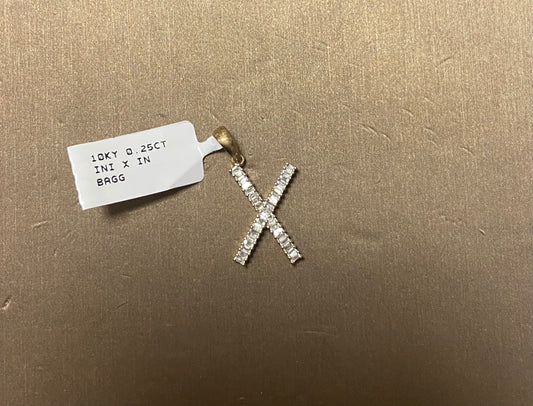 10KY 0.25CT
INI X IN
BAGG